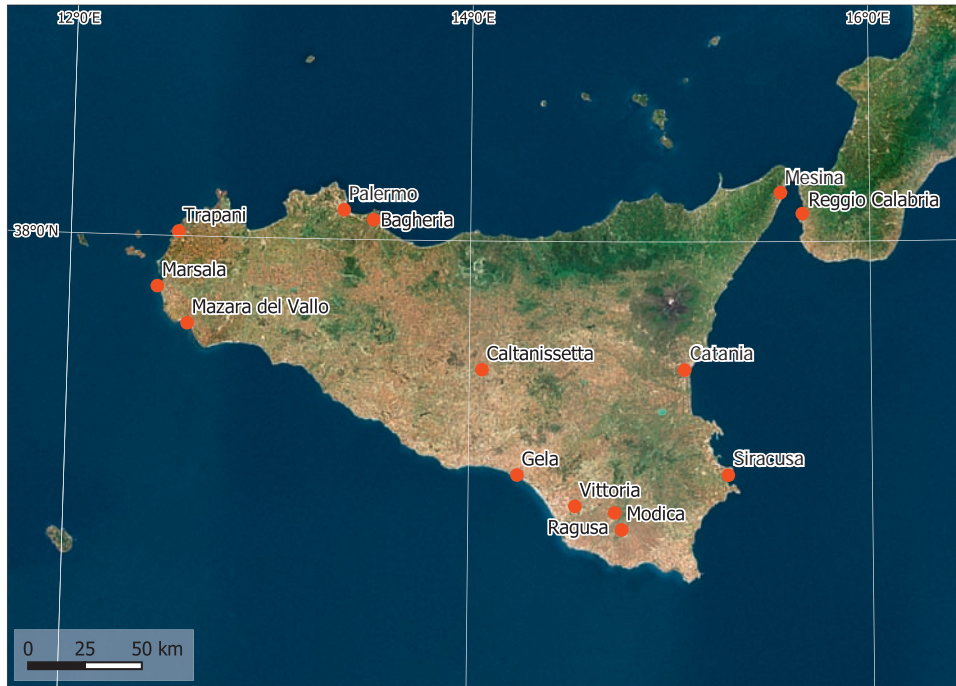 12°0'E 14°0'E 16°0'E
Mesina
Palermo
Reggio Calabria
Trapani
Bagheria
38°0'N
Marsala
Mazara del Vallo
Caltanissetta
Catania
Gela
Siracusa
Vittoria
Modica
Ragusa
0 25 50 km